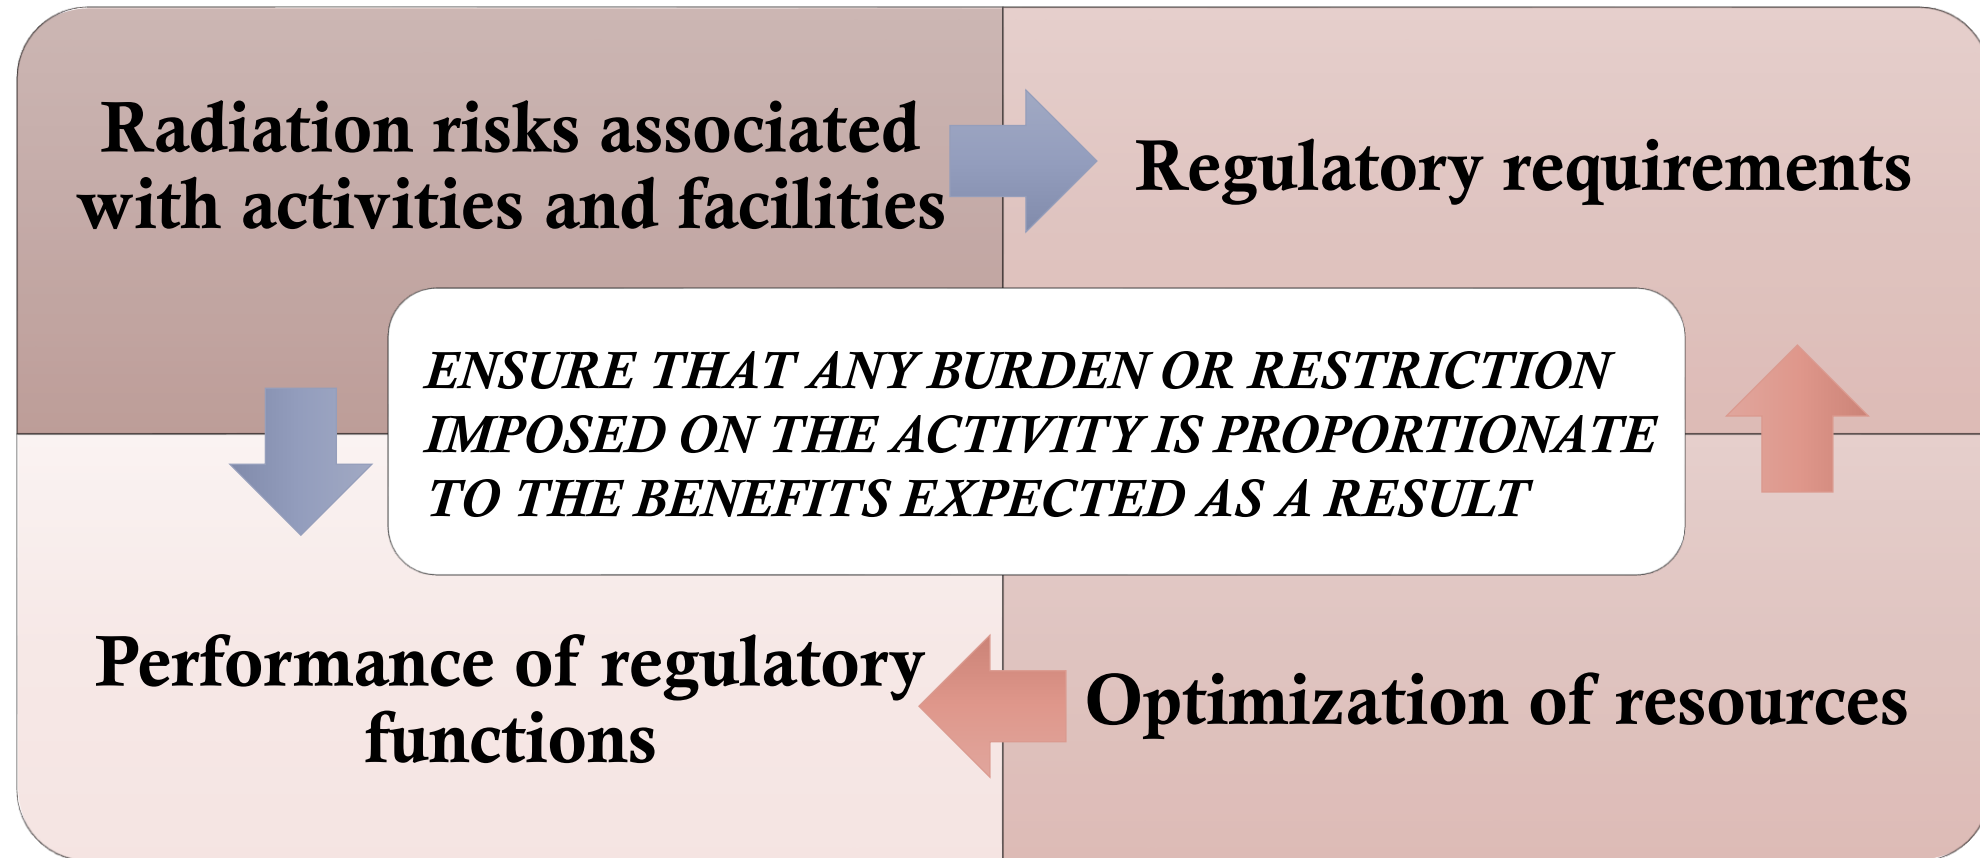 Radiation risks associated
with activities and facilities
Regulatory requirements
ENSURE THAT ANY BURDEN OR RESTRICTION
IMPOSED ON THE ACTIVITY IS PROPORTIONATE
TO THE BENEFITS EXPECTED AS A RESULT
Performance of regulatory
functions
Optimization of resources